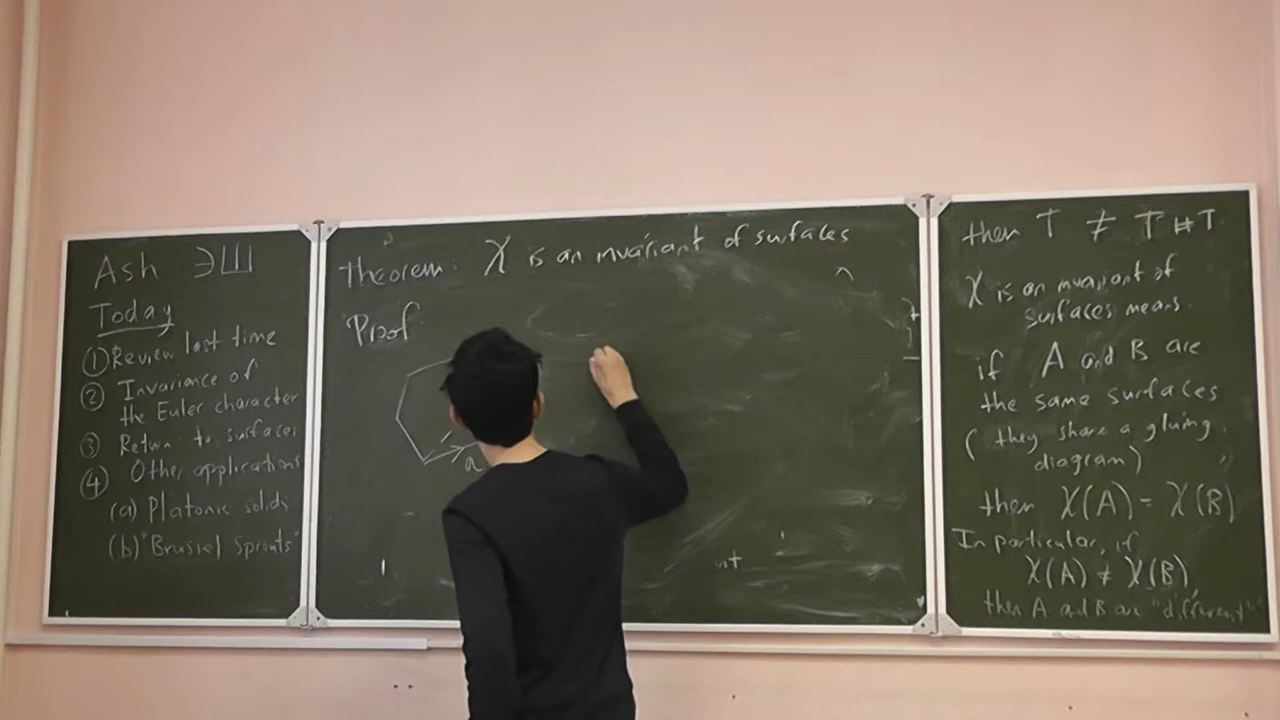 Ash ЭШ
Today
① Review last time
② Invariance of
the Euler character
③ Return to surfaces
④ Other applications
(a) Platonic solids
(b) "Brussel Sprouts"
Theorem: χ is an invariant of surfaces
Proof
a
then T ≠ T # T
χ is an invariant of
surfaces means.
if A and B are
the same surfaces
(they share a gluing
diagram)
then χ(A) = χ(B)
In particular, if
χ(A) ≠ χ(B)
then A and B are "different"